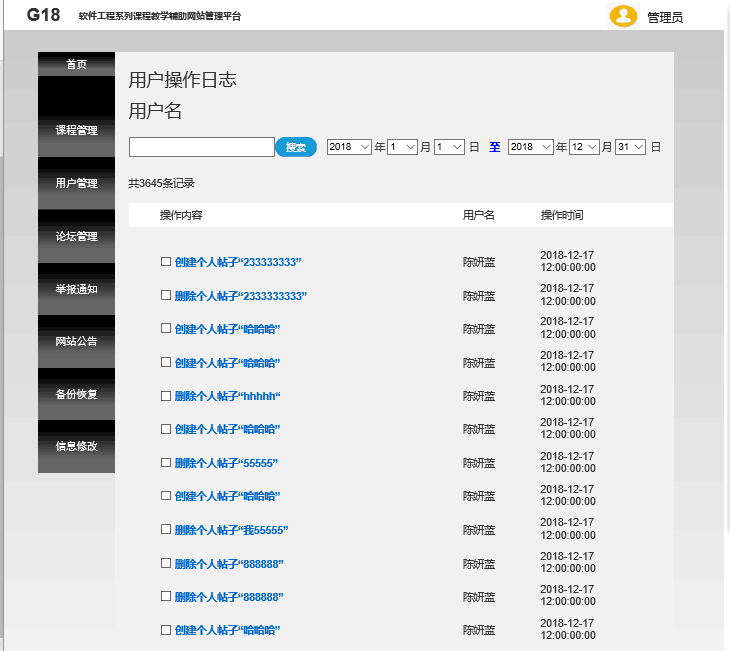 G18 软件工程系列课程教学辅助网站管理平台 管理员
首页
课程管理
用户管理
论坛管理
举报通知
网站公告
备份恢复
信息修改
用户操作日志
用户名
搜索 2018 年 1 月 1 日 至 2018 年 12 月 31 日
共3645条记录
操作内容 用户名 操作时间
创建个人帖子“233333333” 陈妍蓝 2018-12-17
12:00:00:00
删除个人帖子“2333333333” 陈妍蓝 2018-12-17
12:00:00:00
创建个人帖子“哈哈哈” 陈妍蓝 2018-12-17
12:00:00:00
创建个人帖子“哈哈哈” 陈妍蓝 2018-12-17
12:00:00:00
删除个人帖子“hhhhh“ 陈妍蓝 2018-12-17
12:00:00:00
创建个人帖子“哈哈哈” 陈妍蓝 2018-12-17
12:00:00:00
删除个人帖子“55555” 陈妍蓝 2018-12-17
12:00:00:00
创建个人帖子“哈哈哈” 陈妍蓝 2018-12-17
12:00:00:00
删除个人帖子“我55555” 陈妍蓝 2018-12-17
12:00:00:00
创建个人帖子“888888” 陈妍蓝 2018-12-17
12:00:00:00
删除个人帖子“888888” 陈妍蓝 2018-12-17
12:00:00:00
创建个人帖子“哈哈哈” 陈妍蓝 2018-12-17
12:00:00:00